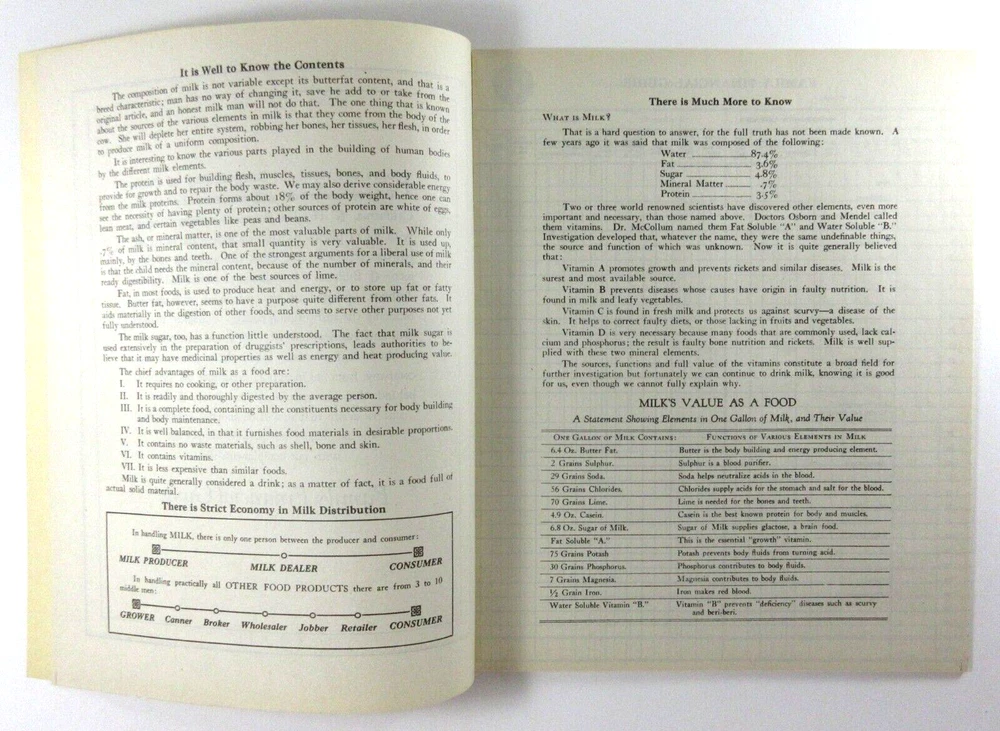 It is Well to Know the Contents
The composition of milk is not variable except its butterfat content, and that is a
breed characteristic; man has no way of changing it, save he add to or take from the
original article, and an honest milk man will not do that. The one thing that is known
about the sources of the various elements in milk is that they come from the body of the
cow. She will deplete her entire system, robbing her bones, her tissues, her flesh, in order
to produce milk of a uniform composition.
It is interesting to know the various parts played in the building of human bodies
by the different milk elements.
The protein is used for building flesh, muscles, tissues, bones, and body fluids, to
provide for growth and to repair the body waste. We may also derive considerable energy
from the milk proteins. Protein forms about 18% of the body weight, hence one can
see the necessity of having plenty of protein; other sources of protein are white of eggs,
lean meat, and certain vegetables like peas and beans.
The ash, or mineral matter, is one of the most valuable parts of milk. While only
.7% of milk is mineral content, that small quantity is very valuable. It is used up,
mainly, by the bones and teeth. One of the strongest arguments for a liberal use of milk
is that the child needs the mineral content, because of the number of minerals, and their
ready digestibility. Milk is one of the best sources of lime.
Fat, in most foods, is used to produce heat and energy, or to store up fat or fatty
tissue. Butter fat, however, seems to have a purpose quite different from other fats. It
aids materially in the digestion of other foods, and seems to serve other purposes not yet
fully understood.
The milk sugar, too, has a function little understood. The fact that milk sugar is
used extensively in the preparation of druggists' prescriptions, leads authorities to be-
lieve that it may have medicinal properties as well as energy and heat producing value.
The chief advantages of milk as a food are:
I. It requires no cooking, or other preparation.
II. It is readily and thoroughly digested by the average person.
III. It is a complete food, containing all the constituents necessary for body building
and body maintenance.
IV. It is well balanced, in that it furnishes food materials in desirable proportions.
V. It contains no waste materials, such as shell, bone and skin.
VI. It contains vitamins.
VII. It is less expensive than similar foods.
Milk is quite generally considered a drink; as a matter of fact, it is a food full of
actual solid material.
There is Strict Economy in Milk Distribution
In handling MILK, there is only one person between the producer and consumer:
MILK PRODUCER MILK DEALER CONSUMER
In handling practically all OTHER FOOD PRODUCTS there are from 3 to 10
middle men:
GROWER Canner Broker Wholesaler Jobber Retailer CONSUMER
There is Much More to Know
WHAT IS MILK?
That is a hard question to answer, for the full truth has not been made known. A
few years ago it was said that milk was composed of the following:
Water 87.4%
Fat 3.6%
Sugar 4.8%
Mineral Matter .7%
Protein 3.5%
Two or three world renowned scientists have discovered other elements, even more
important and necessary, than those named above. Doctors Osborn and Mendel called
them vitamins. Dr. McCollum named them Fat Soluble "A" and Water Soluble "B."
Investigation developed that, whatever the name, they were the same undefinable things,
the source and function of which was unknown. Now it is quite generally believed
that:
Vitamin A promotes growth and prevents rickets and similar diseases. Milk is the
surest and most available source.
Vitamin B prevents diseases whose causes have origin in faulty nutrition. It is
found in milk and leafy vegetables.
Vitamin C is found in fresh milk and protects us against scurvy—a disease of the
skin. It helps to correct faulty diets, or those lacking in fruits and vegetables.
Vitamin D is very necessary because many foods that are commonly used, lack cal-
cium and phosphorus; the result is faulty bone nutrition and rickets. Milk is well sup-
plied with these two mineral elements.
The sources, functions and full value of the vitamins constitute a broad field for
further investigation but fortunately we can continue to drink milk, knowing it is good
for us, even though we cannot fully explain why.
MILK'S VALUE AS A FOOD
A Statement Showing Elements in One Gallon of Milk, and Their Value
ONE GALLON OF MILK CONTAINS: FUNCTIONS OF VARIOUS ELEMENTS IN MILK
6.4 Oz. Butter Fat. Butter is the body building and energy producing element.
2 Grains Sulphur. Sulphur is a blood purifier.
29 Grains Soda. Soda helps neutralize acids in the blood.
56 Grains Chlorides. Chlorides supply acids for the stomach and salt for the blood.
70 Grains Lime. Lime is needed for the bones and teeth.
4.9 Oz. Casein. Casein is the best known protein for body and muscles.
6.8 Oz. Sugar of Milk. Sugar of Milk supplies glactose, a brain food.
Fat Soluble "A." This is the essential "growth" vitamin.
75 Grains Potash Potash prevents body fluids from turning acid.
30 Grains Phosphorus. Phosphorus contributes to body fluids.
7 Grains Magnesia. Magnesia contributes to body fluids.
½ Grain Iron. Iron makes red blood.
Water Soluble Vitamin "B." Vitamin "B" prevents "deficiency" diseases such as scurvy
and beri-beri.